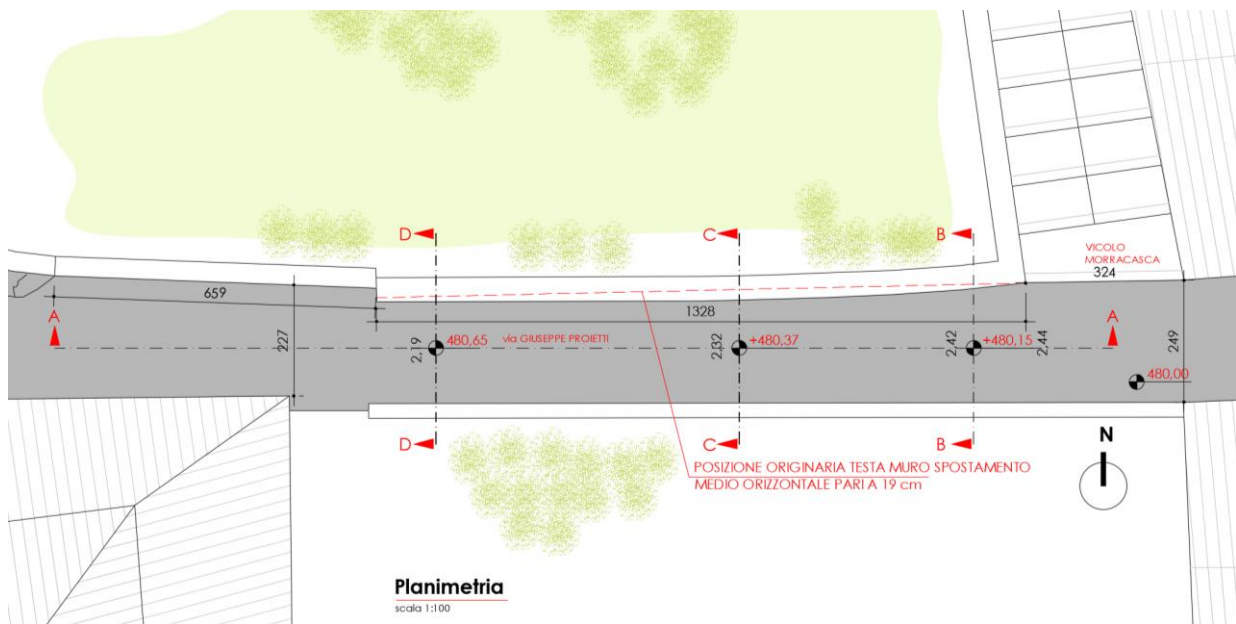 D
C
B
VICOLO
MORRACASCA
324
659
1328
A
A
227
2,19
480,65
via GIUSEPPE PROIETTI
2,32
+480,37
2,42
+480,15
2,44
249
480,00
D
C
B
N
POSIZIONE ORIGINARIA TESTA MURO SPOSTAMENTO
MEDIO ORIZZONTALE PARI A 19 cm
Planimetria
scala 1:100